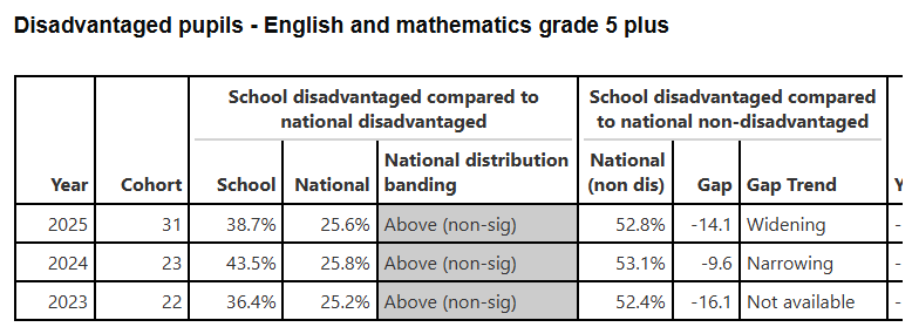 Disadvantaged pupils - English and mathematics grade 5 plus
School disadvantaged compared to national disadvantaged School disadvantaged compared to national non-disadvantaged
Year Cohort School National National distribution banding National (non dis) Gap Gap Trend Y
2025 31 38.7% 25.6% Above (non-sig) 52.8% -14.1 Widening -
2024 23 43.5% 25.8% Above (non-sig) 53.1% -9.6 Narrowing -
2023 22 36.4% 25.2% Above (non-sig) 52.4% -16.1 Not available -